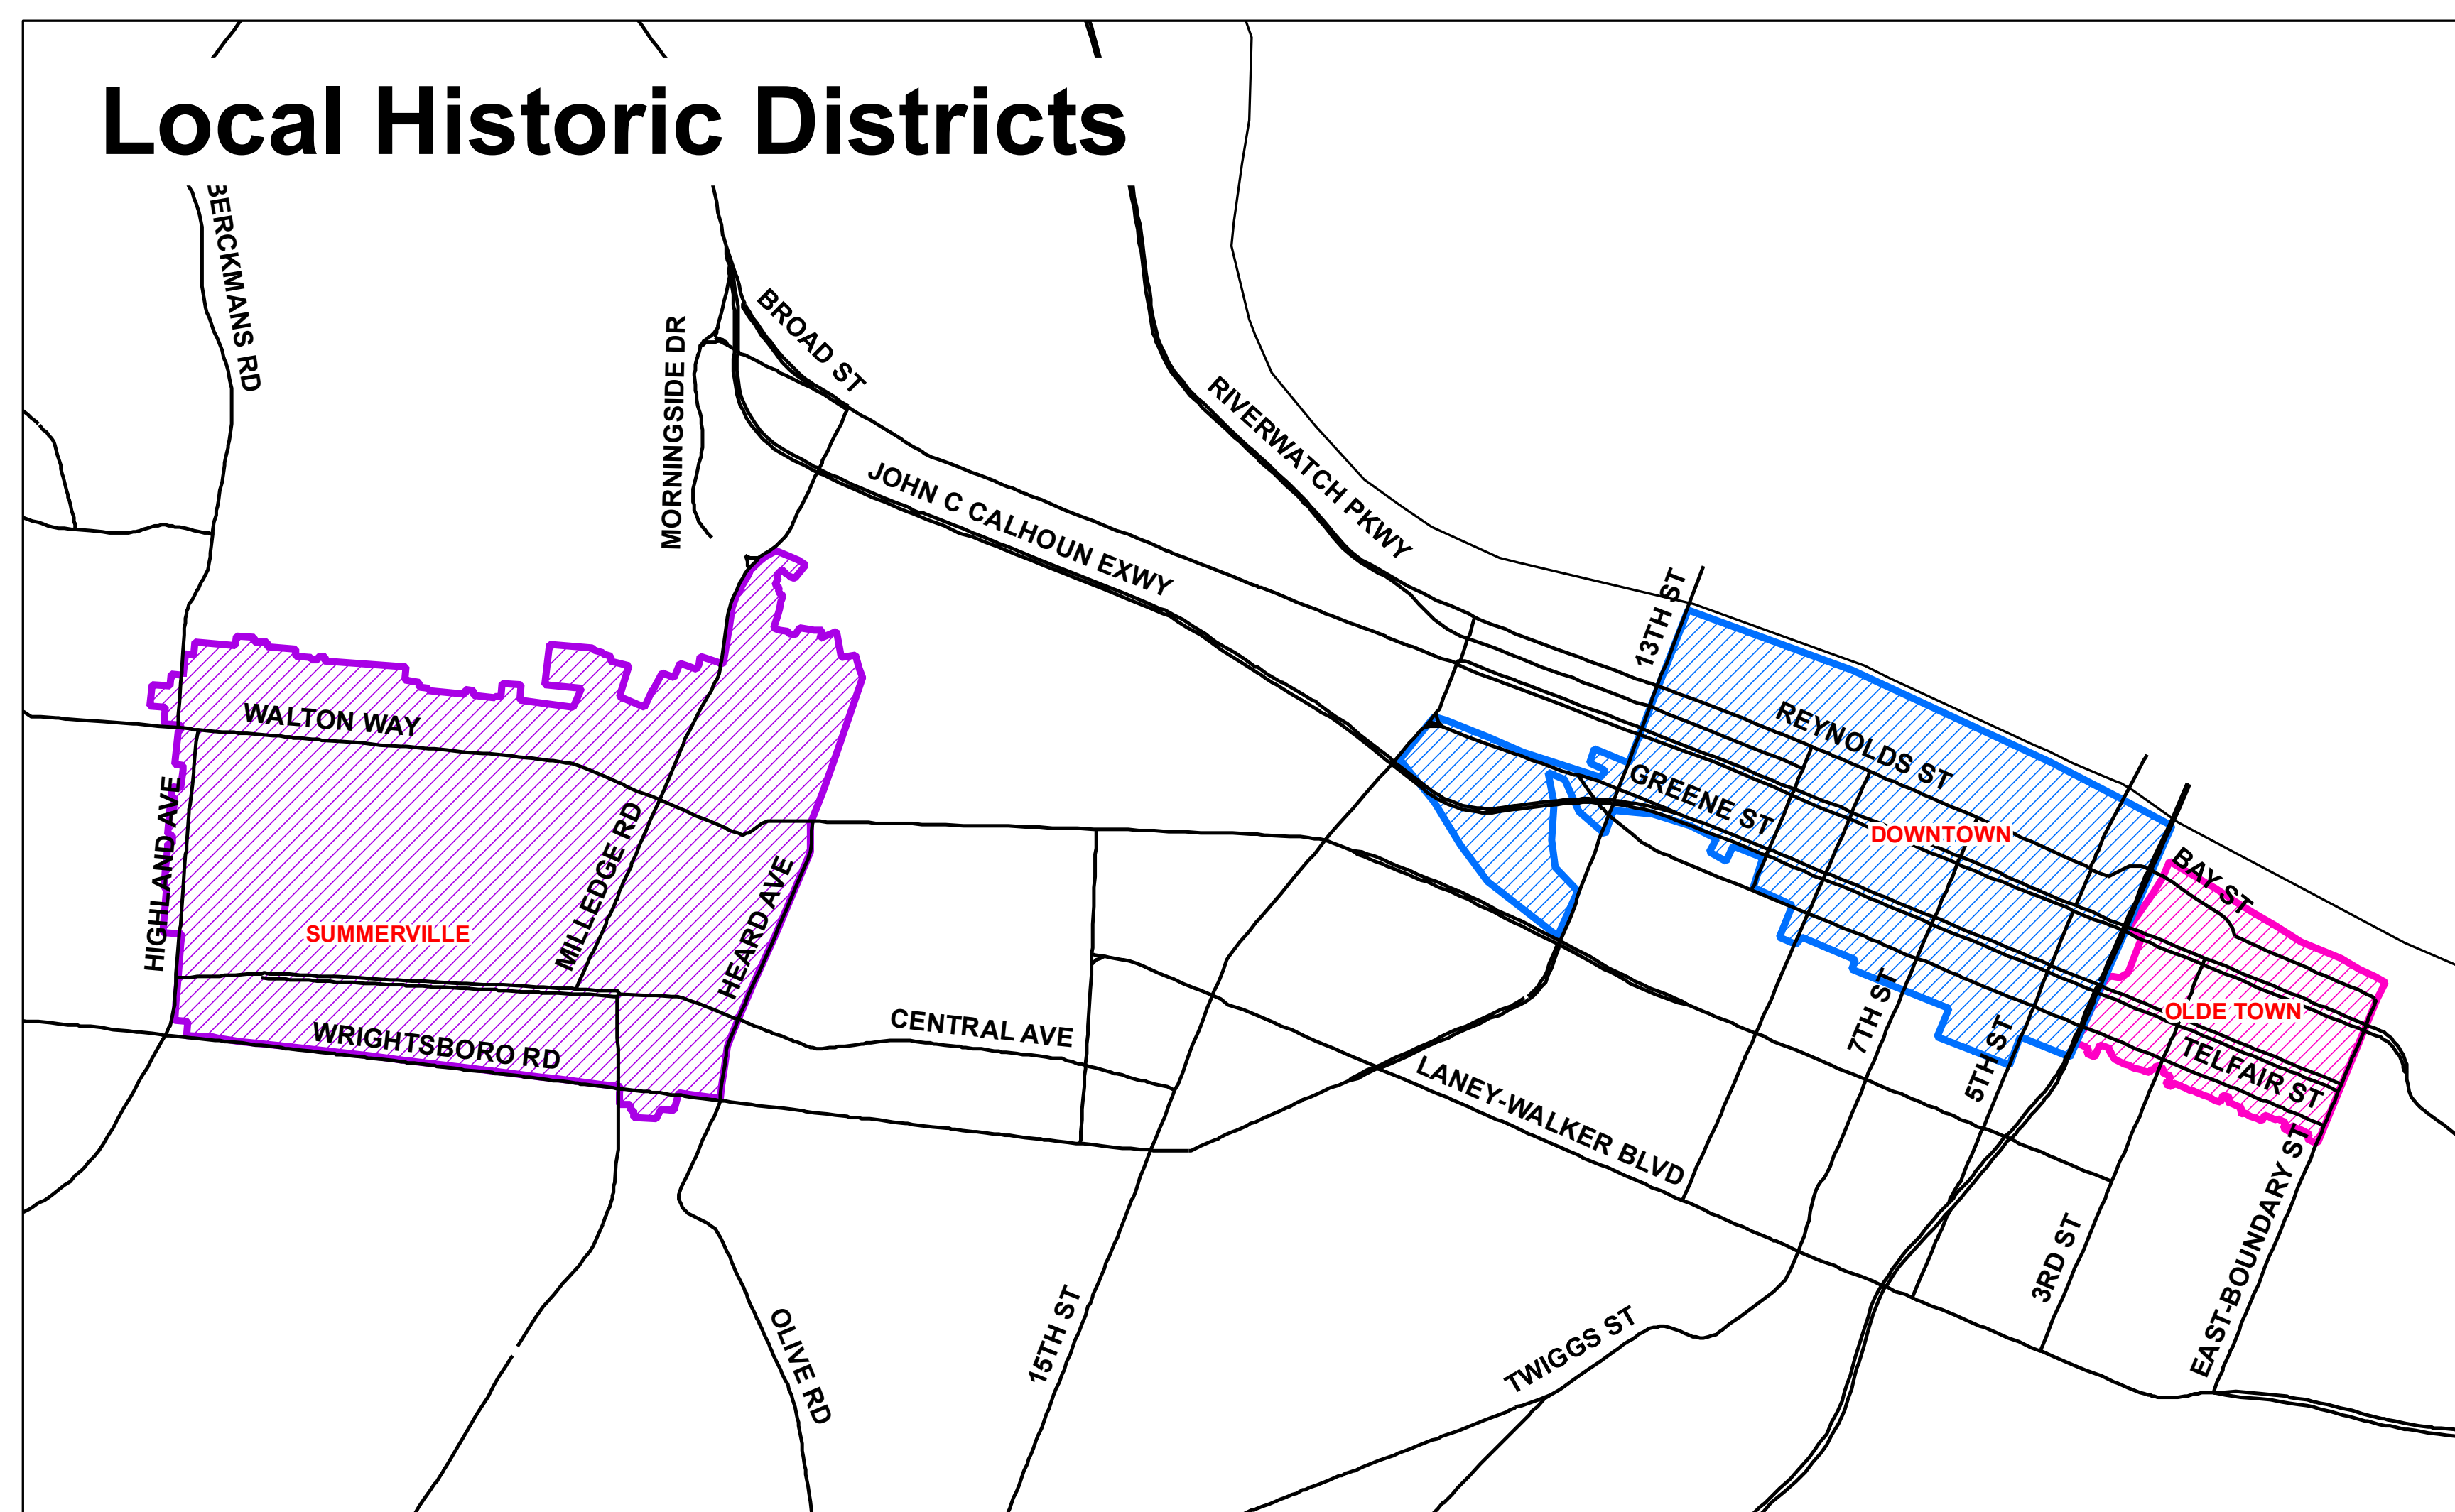 Local Historic Districts
BERCKMANS RD
BROAD ST
MORNINGSIDE DR
RIVERWATCH PKWY
JOHN C CALHOUN EXWY
13TH ST
WALTON WAY
REYNOLDS ST
GREENE ST
DOWNTOWN
HIGHLAND AVE
MILLEDGE RD
HEARD AVE
BAY ST
SUMMERVILLE
OLDE TOWN
CENTRAL AVE
WRIGHTSBORO RD
7TH ST
5TH ST
TELFAIR ST
LANEY-WALKER BLVD
3RD ST
EAST-BOUNDARY ST
15TH ST
OLIVE RD
TWIGGS ST